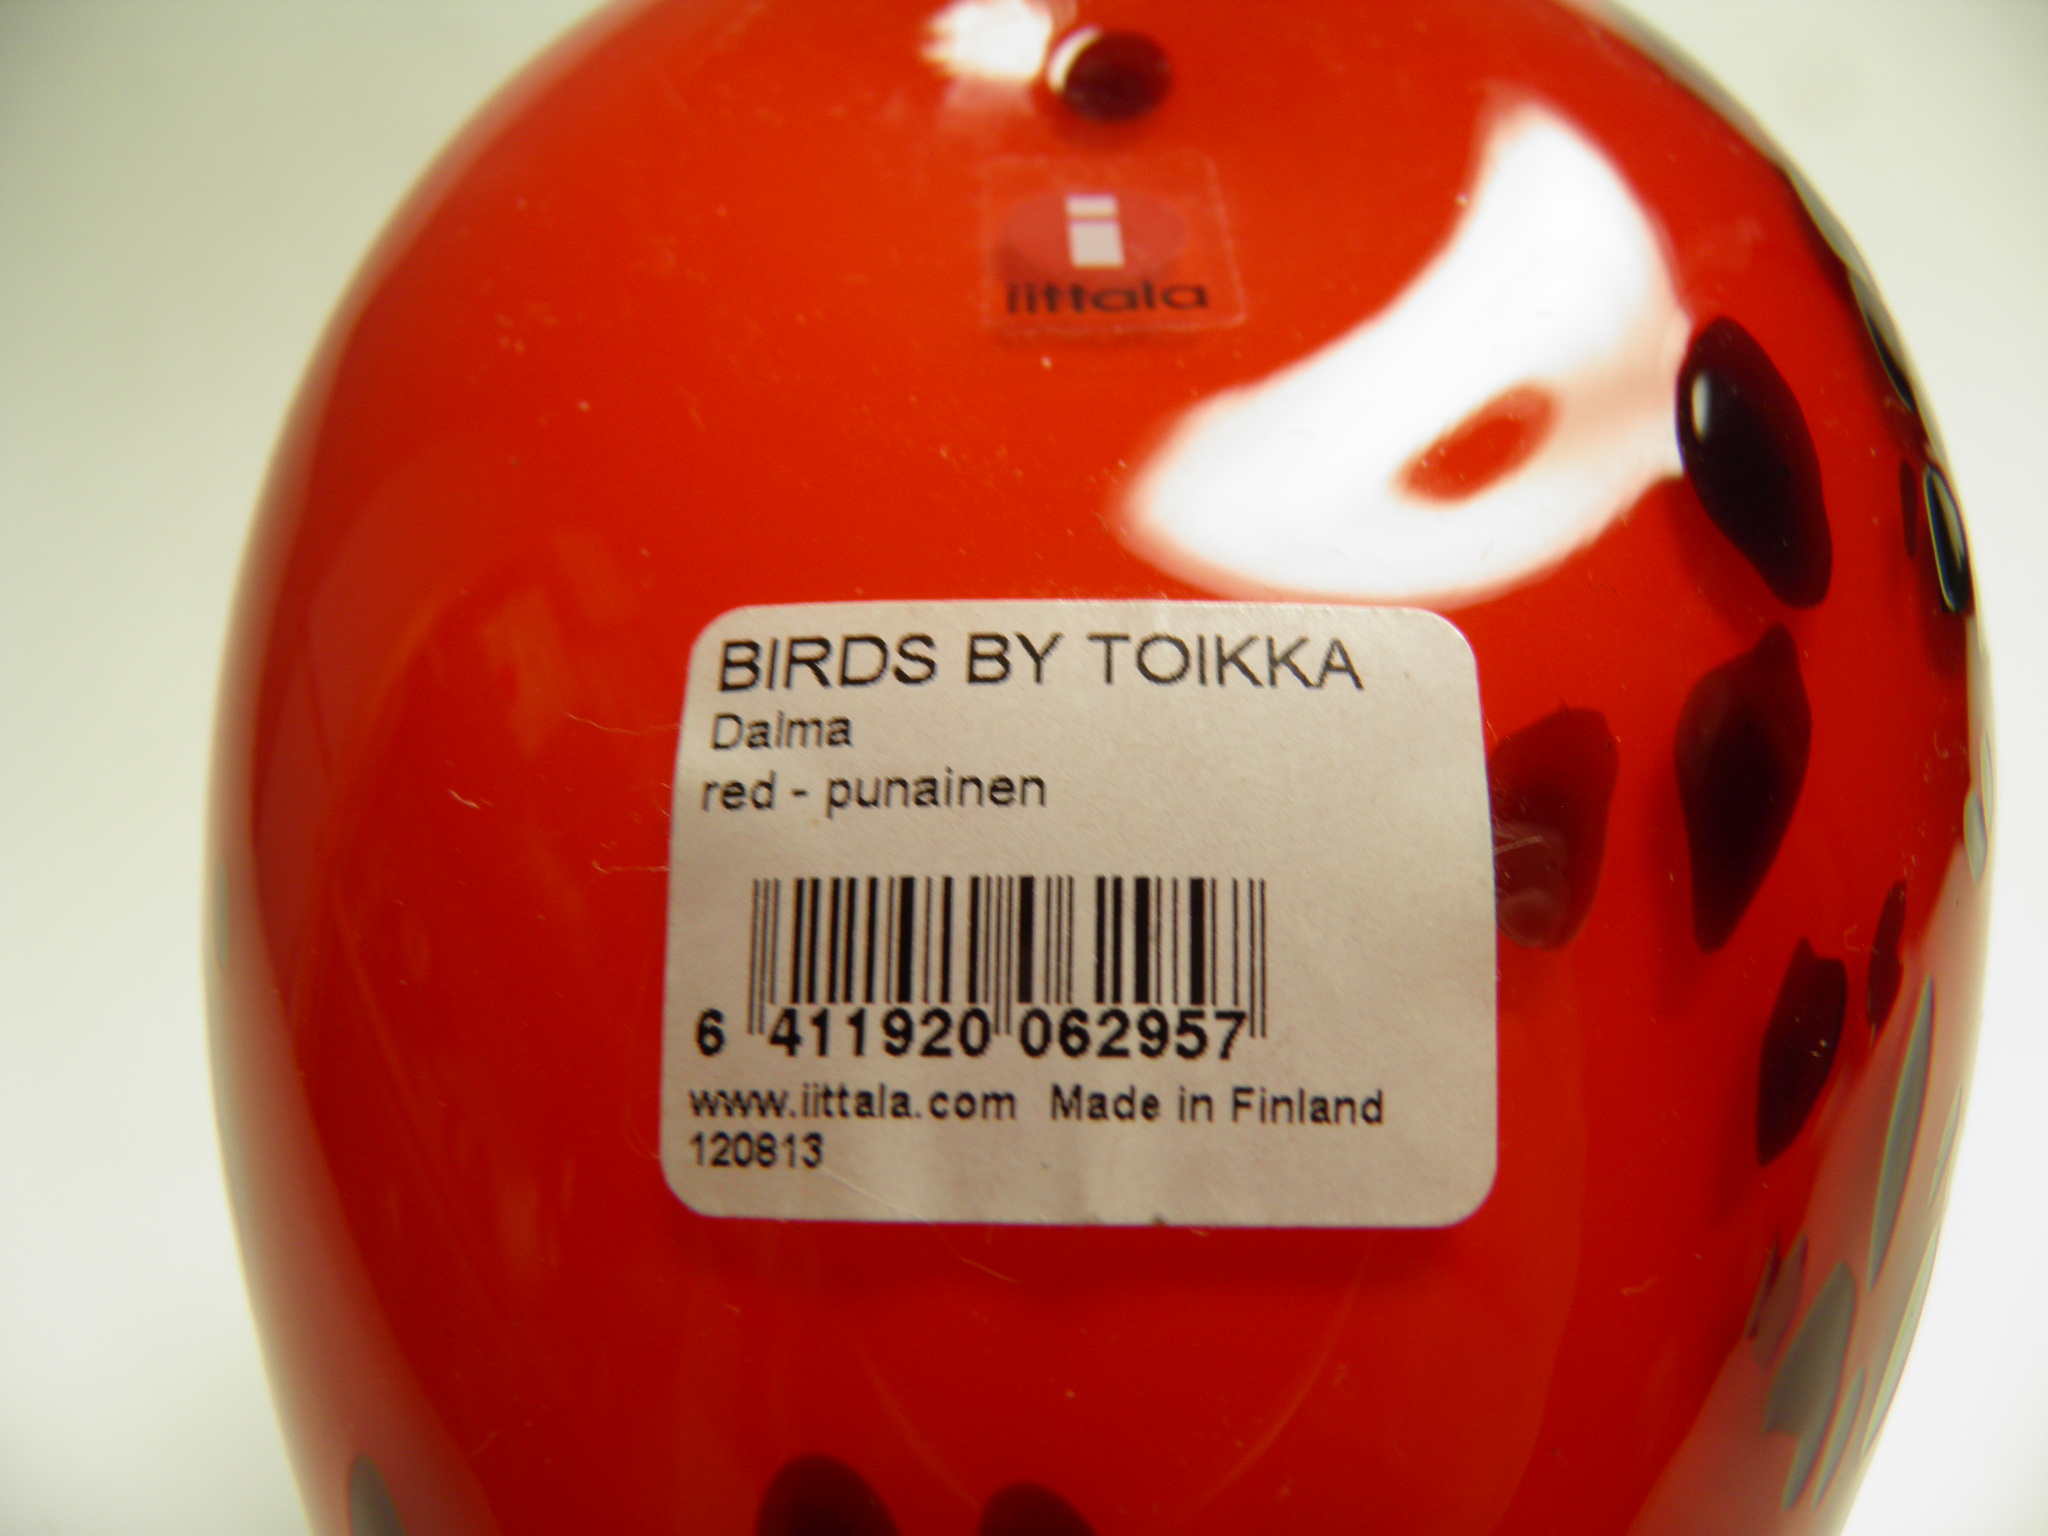 i
iittala
BIRDS BY TOIKKA
Dalma
red - punainen
6 411920 062957
www.iittala.com Made in Finland
120813